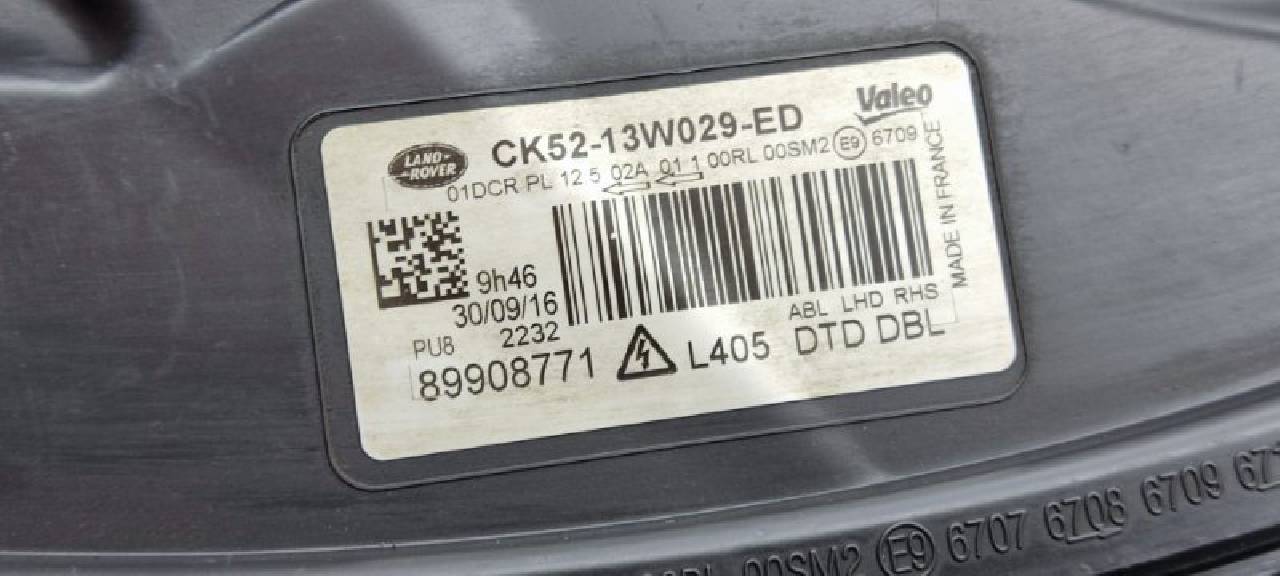 Valeo
LAND-
-ROVER
CK52-13W029-ED
01DCR PL 12 5 02A 01 1 00RL 00SM2 E9 6709
MADE IN FRANCE
9h46
30/09/16
2232
PU8
89908771
ABL LHD RHS
L405 DTD DBL
00SM2 E9 6707 6708 6709